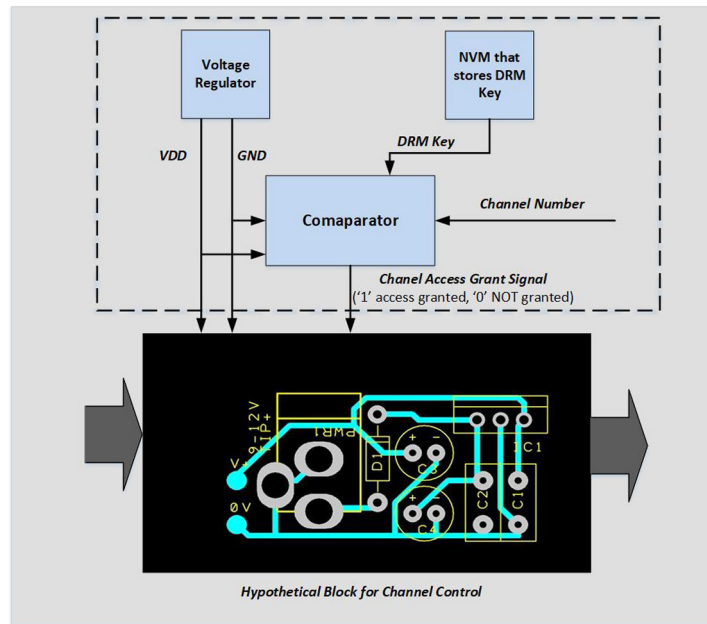 Voltage
Regulator
NVM that
stores DRM
Key
VDD
GND
DRM Key
Comaparator
Channel Number
Chanel Access Grant Signal
('1' access granted, '0' NOT granted)
9-12V
TIP+
PWR1
V+
0V
D1
+ -
C3
+ -
C4
IC1
C2
C1
Hypothetical Block for Channel Control